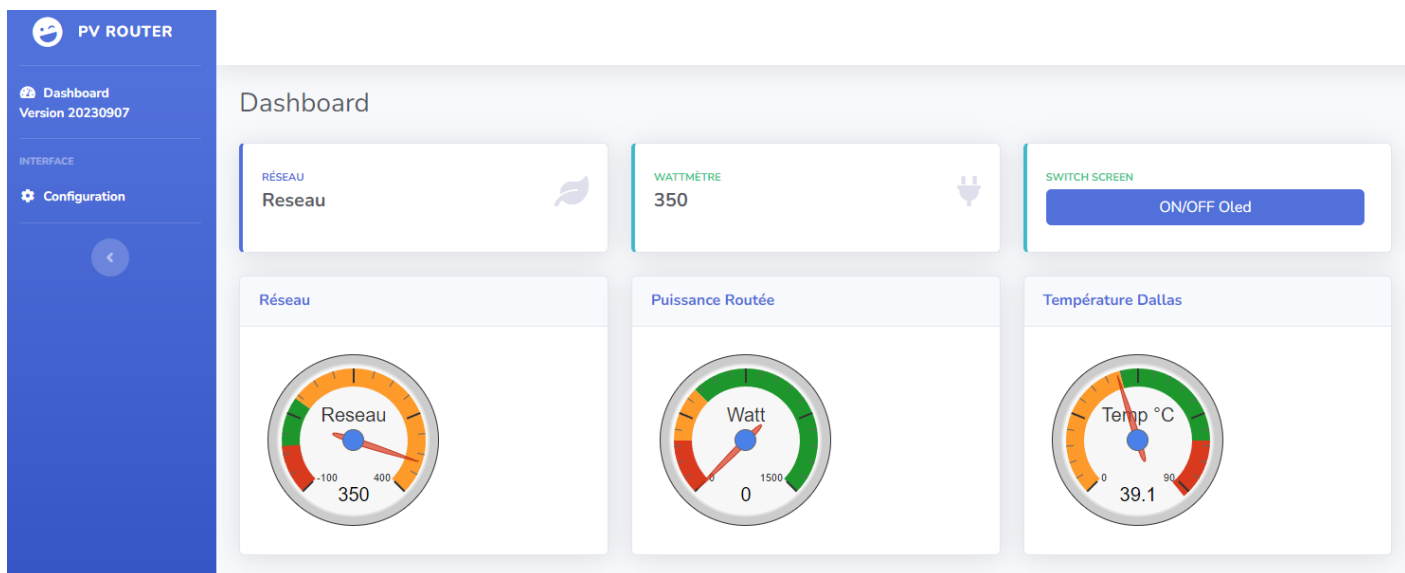 PV ROUTER
Dashboard
Version 20230907
INTERFACE
Configuration
Dashboard
RÉSEAU
Reseau
WATTMÈTRE
350
SWITCH SCREEN
ON/OFF Oled
Réseau
Puissance Routée
Température Dallas
Reseau
-100 400
350
Watt
0 1500
0
Temp °C
0 90
39.1